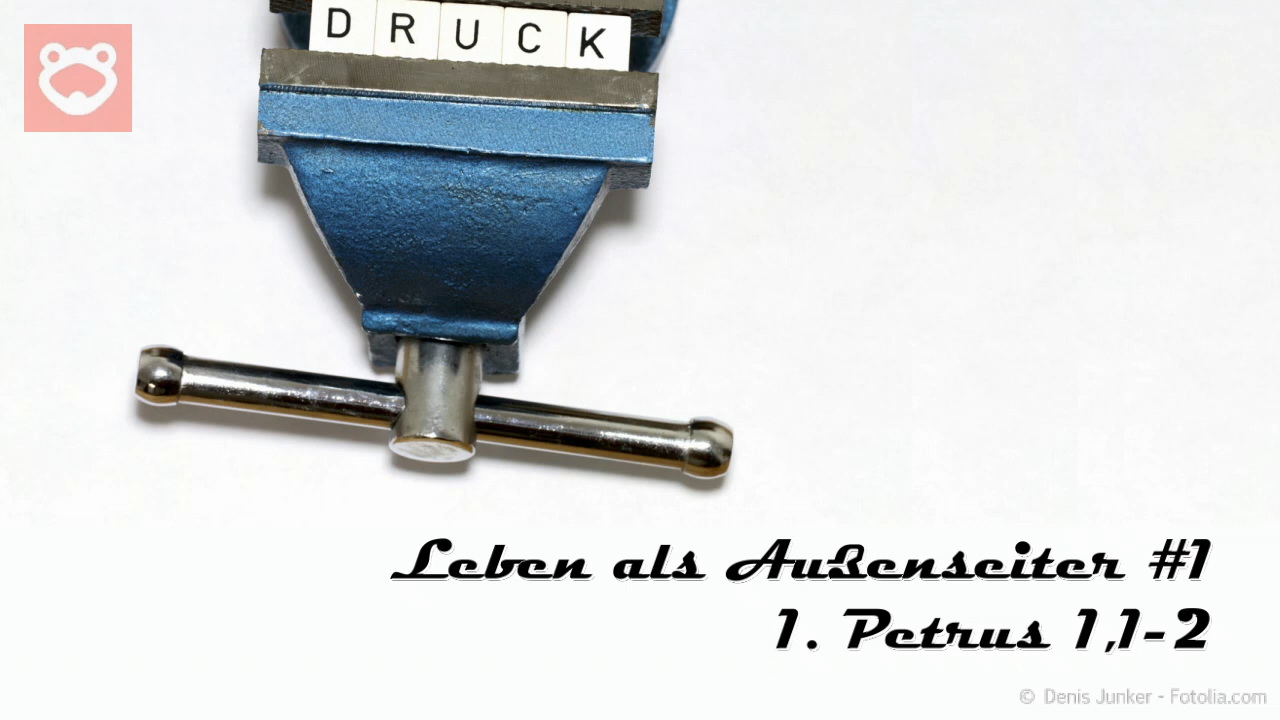 DRUCK
Leben als Außenseiter #1
1. Petrus 1,1-2
© Denis Junker - Fotolia.com